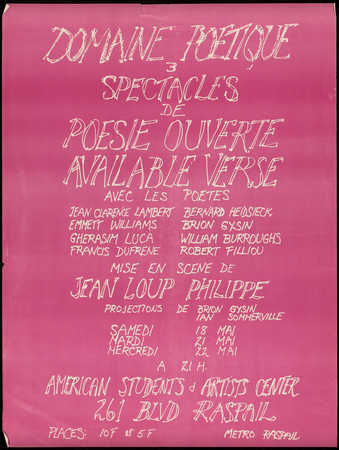 DOMAINE POETIQUE
3
SPECTACLES
DE
POESIE OUVERTE
AVAILABLE VERSE
AVEC LES POETES
JEAN CLARENCE LAMBERT BERNARD HEIDSIECK
EMMETT WILLIAMS BRION GYSIN
GHERASIM LUCA WILLIAM BURROUGHS
FRANCIS DUFRENE ROBERT FILLIOU
MISE EN SCENE DE
JEAN LOUP PHILIPPE
PROJECTIONS DE BRION GYSIN
IAN SOMMERVILLE
SAMEDI 18 MAI
MARDI 21 MAI
MERCREDI 22 MAI
A 21 H.
AMERICAN STUDENTS & ARTISTS CENTER
261 BLVD RASPAIL
PLACES: 10F et 5F METRO RASPAIL